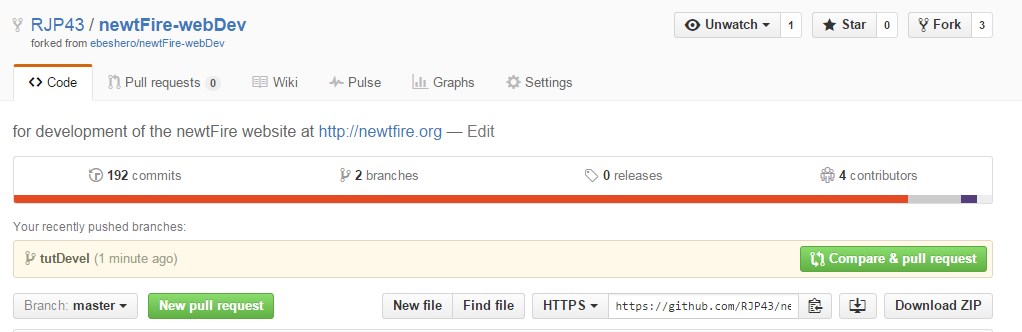 RJP43 / newtFire-webDev Unwatch 1 Star 0 Fork 3
forked from ebeshero/newtFire-webDev
Code Pull requests 0 Wiki Pulse Graphs Settings
for development of the newtFire website at http://newtfire.org — Edit
192 commits 2 branches 0 releases 4 contributors
Your recently pushed branches:
tutDevel (1 minute ago) Compare & pull request
Branch: master New pull request New file Find file HTTPS https://github.com/RJP43/ne Download ZIP